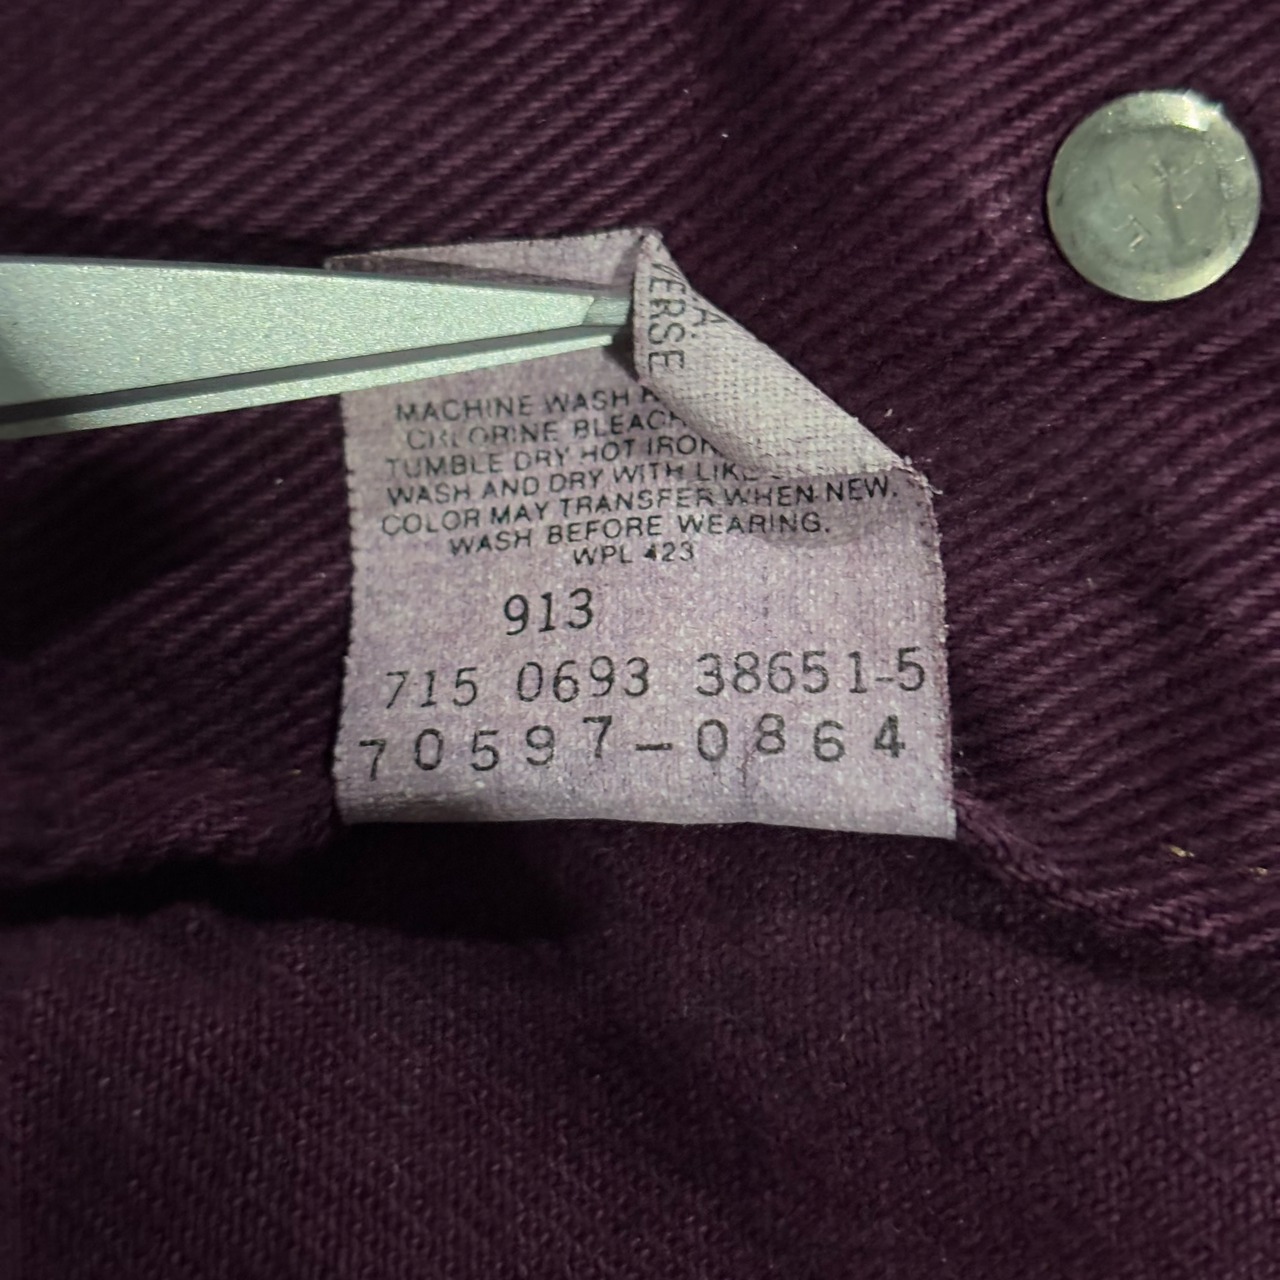 VERSE
MACHINE WASH
CHLORINE BLEACH
TUMBLE DRY HOT IRON
WASH AND DRY WITH LIKE
COLOR MAY TRANSFER WHEN NEW.
WASH BEFORE WEARING.
WPL 423
913
715 0693 38651-5
70597-0864